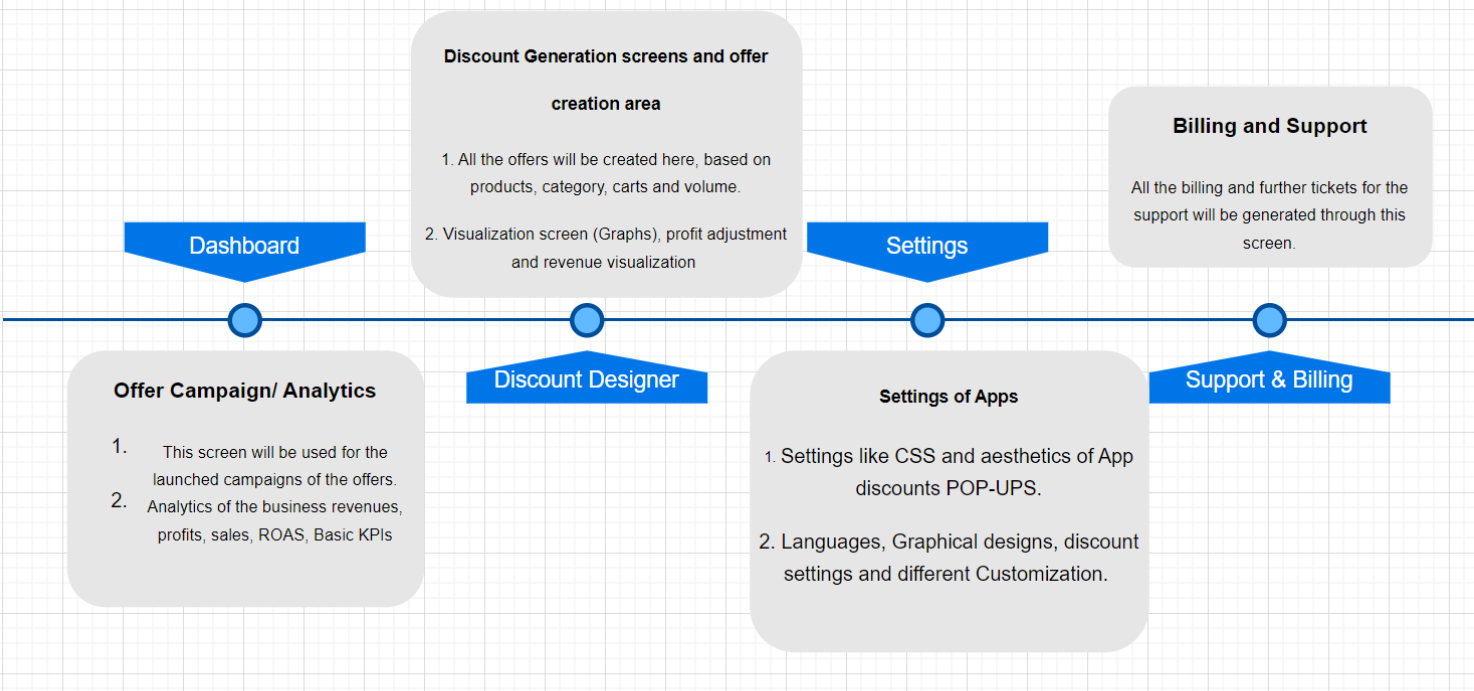 Discount Generation screens and offer
creation area
1. All the offers will be created here, based on
products, category, carts and volume.
2. Visualization screen (Graphs), profit adjustment
and revenue visualization
Billing and Support
All the billing and further tickets for the
support will be generated through this
screen.
Dashboard
Settings
Offer Campaign/ Analytics
1. This screen will be used for the
launched campaigns of the offers.
2. Analytics of the business revenues,
profits, sales, ROAS, Basic KPIs
Discount Designer
Settings of Apps
1. Settings like CSS and aesthetics of App
discounts POP-UPS.
2. Languages, Graphical designs, discount
settings and different Customization.
Support & Billing